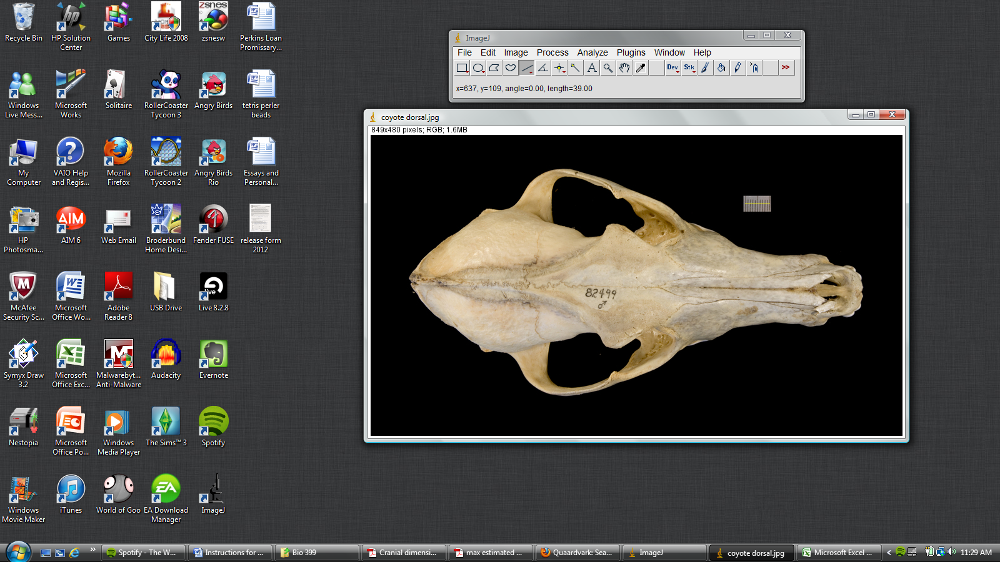 Recycle Bin
HP Solution
Center
Games
City Life 2008
zsnes
zsnesw
Perkins Loan
Promissary...
Windows
Live Mess...
Microsoft
Works
Solitaire
RollerCoaster
Tycoon 3
Angry Birds
tetris perler
beads
My
Computer
VAIO Help
and Regis...
Mozilla
Firefox
RollerCoaster
Tycoon 2
Angry Birds
Rio
Essays and
Personal...
HP
Photosma...
AIM
AIM 6
Web Email
Broderbund
Home Desi...
Fender FUSE
release form
2012
McAfee
Security Sc...
Microsoft
Office Wo...
Adobe
Reader 8
USB Drive
live
Live 8.2.8
Symyx Draw
3.2
Microsoft
Office Exc...
Malwarebyt...
Anti-Malware
Audacity
Evernote
Nestopia
Microsoft
Office Po...
Windows
Media Player
The Sims™ 3
Spotify
Windows
Movie Maker
iTunes
World of Goo
EA
EA Download
Manager
ImageJ
ImageJ
File Edit Image Process Analyze Plugins Window Help
A Dev Stk >>
x=637, y=109, angle=0.00, length=39.00
coyote dorsal.jpg
849x480 pixels; RGB; 1.6MB
82499
♂
Spotify - The W...
Instructions for ...
Bio 399
Cranial dimensi...
max estimated ...
Quaardvark: Sea...
ImageJ
coyote dorsal.jpg
Microsoft Excel ...
11:29 AM